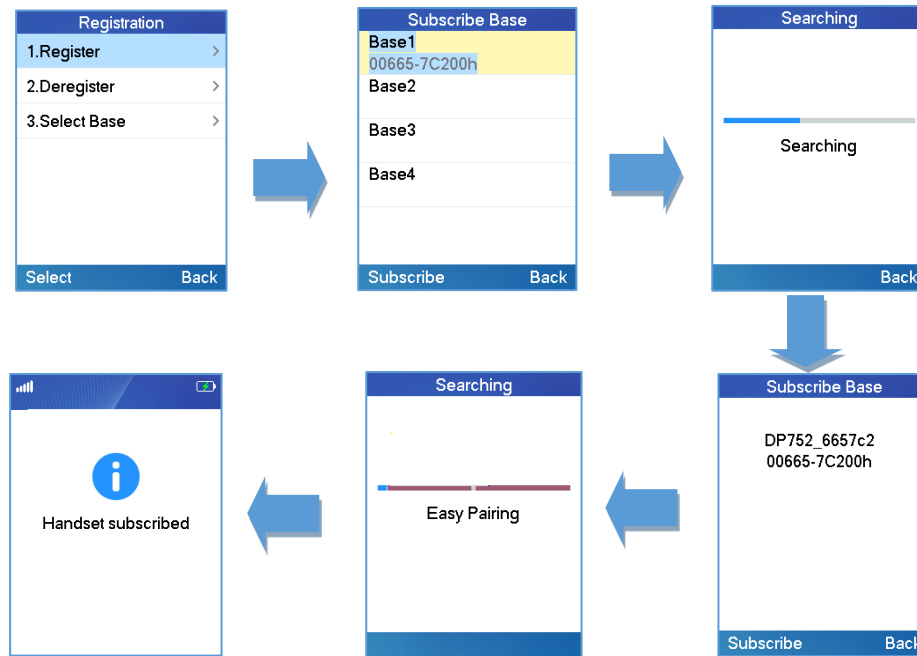 Registration
1.Register
2.Deregister
3.Select Base
Select Back
Subscribe Base
Base1
00665-7C200h
Base2
Base3
Base4
Subscribe Back
Searching
Searching
Back
Subscribe Base
DP752_6657c2
00665-7C200h
Subscribe Back
Searching
Easy Pairing
Handset subscribed